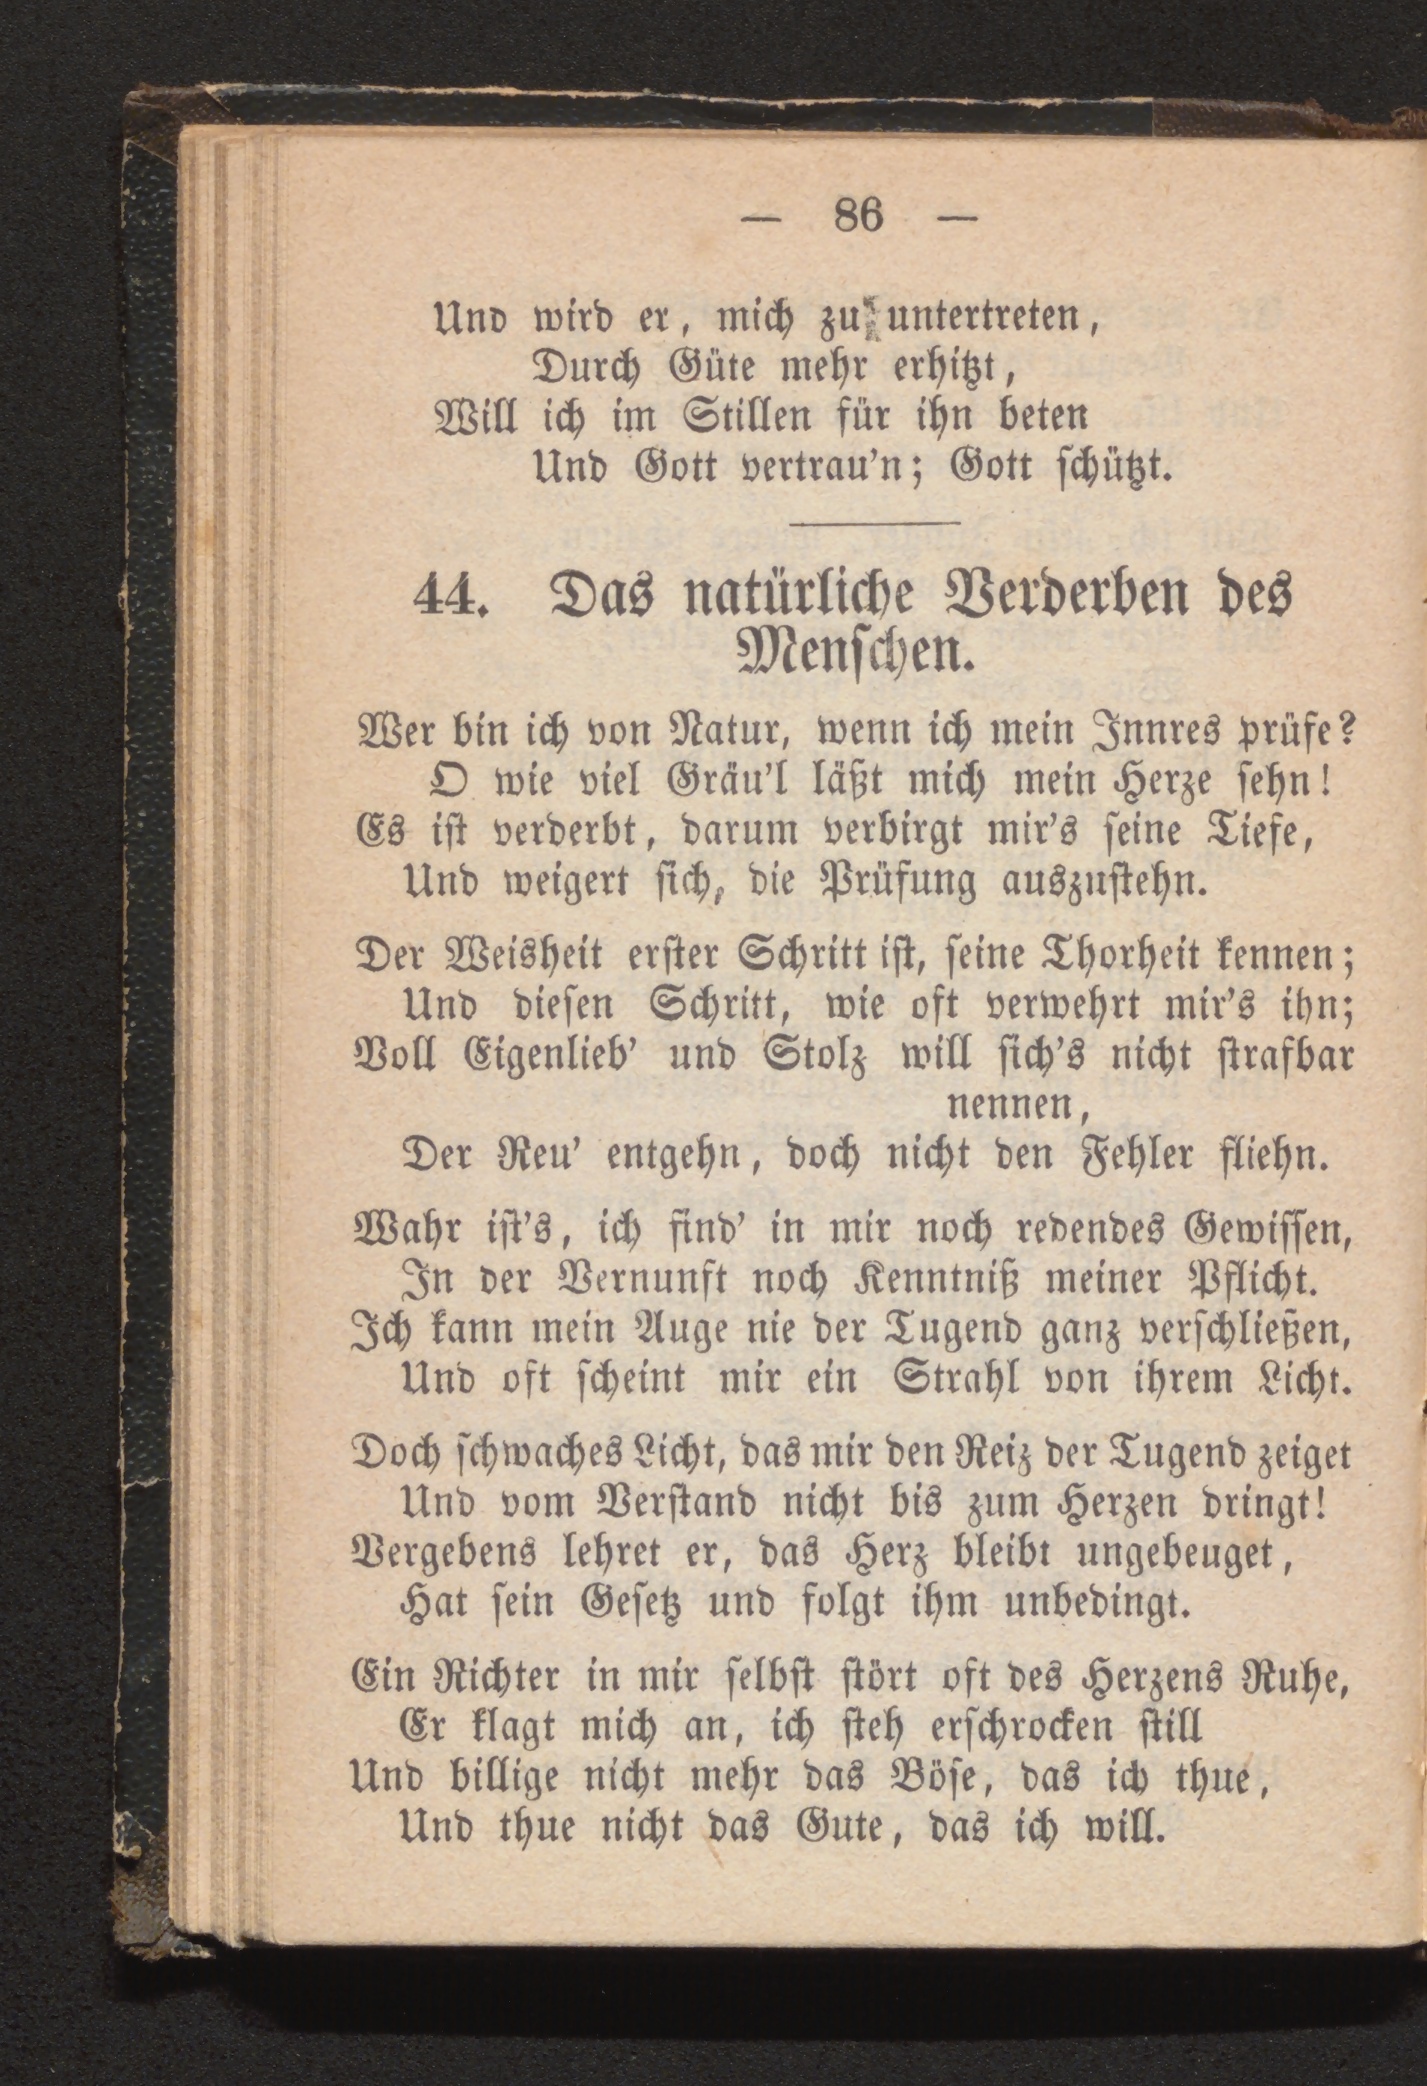 — 86 —
Und wird er, mich zu untertreten,
Durch Güte mehr erhitzt,
Will ich im Stillen für ihn beten
Und Gott vertrau'n; Gott schützt.
44. Das natürliche Verderben des
Menschen.
Wer bin ich von Natur, wenn ich mein Innres prüfe?
O wie viel Gräu'l läßt mich mein Herze sehn!
Es ist verderbt, darum verbirgt mir's seine Tiefe,
Und weigert sich, die Prüfung auszustehn.
Der Weisheit erster Schritt ist, seine Thorheit kennen;
Und diesen Schritt, wie oft verwehrt mir's ihn;
Voll Eigenlieb' und Stolz will sich's nicht strafbar
nennen,
Der Reu' entgehn, doch nicht den Fehler fliehn.
Wahr ist's, ich find' in mir noch redendes Gewissen,
In der Vernunft noch Kenntniß meiner Pflicht.
Ich kann mein Auge nie der Tugend ganz verschließen,
Und oft scheint mir ein Strahl von ihrem Licht.
Doch schwaches Licht, das mir den Reiz der Tugend zeiget
Und vom Verstand nicht bis zum Herzen dringt!
Vergebens lehret er, das Herz bleibt ungebeuget,
Hat sein Gesetz und folgt ihm unbedingt.
Ein Richter in mir selbst stört oft des Herzens Ruhe,
Er klagt mich an, ich steh erschrocken still
Und billige nicht mehr das Böse, das ich thue,
Und thue nicht das Gute, das ich will.